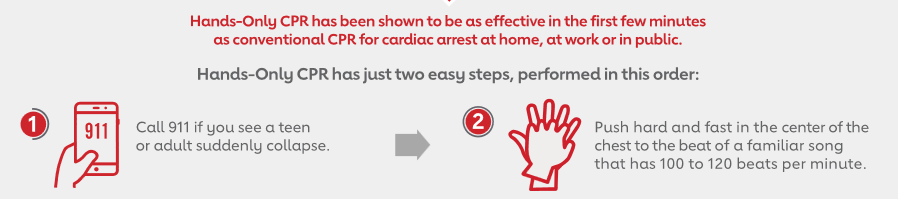 Hands-Only CPR has been shown to be as effective in the first few minutes
as conventional CPR for cardiac arrest at home, at work or in public.
Hands-Only CPR has just two easy steps, performed in this order:
1
911
Call 911 if you see a teen
or adult suddenly collapse.
2
Push hard and fast in the center of the
chest to the beat of a familiar song
that has 100 to 120 beats per minute.